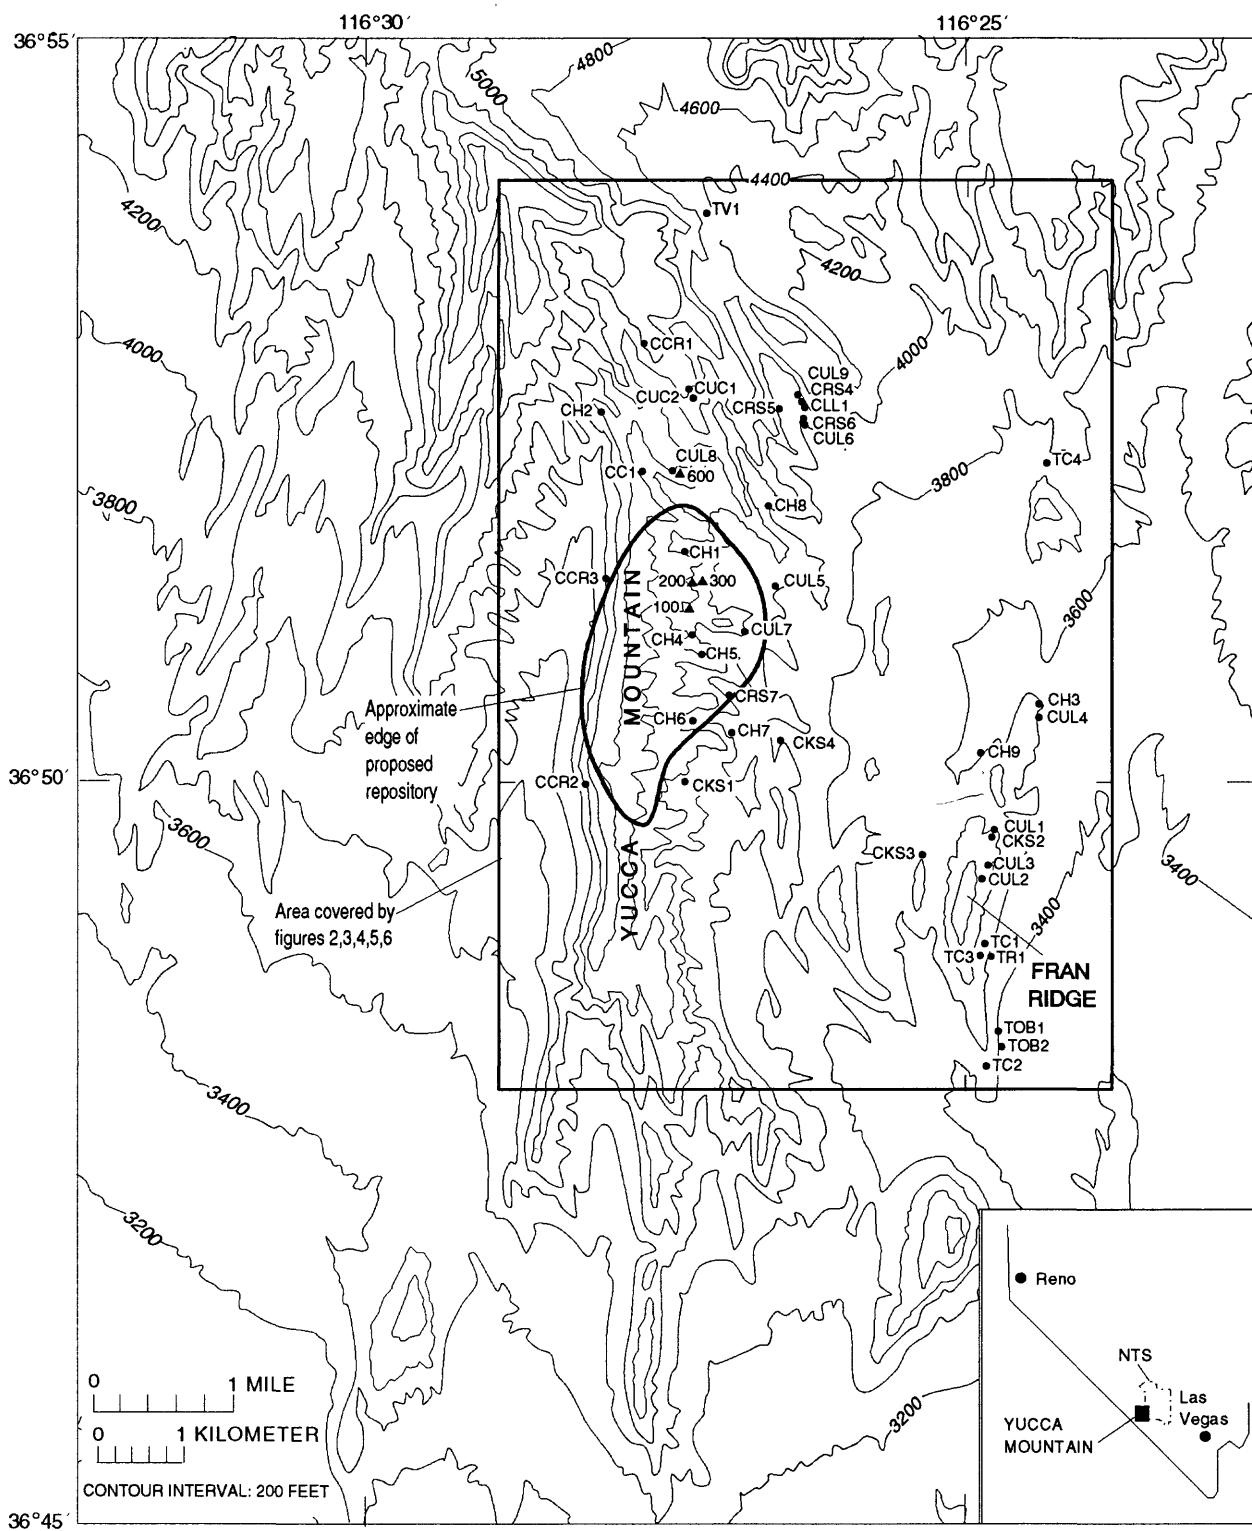 116°30´
116°25´
36°55´
4800
5000
4600
4400
TV1
4200
4200
4000
CCR1
4000
CUL9
CRS4
CUC1
CUC2
CLL1
CH2
CRS5
CRS6
CUL6
CUL8
TC4
CC1
600
3800
3800
CH8
CH1
CCR3
200
300
CUL5
100
3600
CH4
CUL7
CH5
YUCCA MOUNTAIN
CRS7
Approximate
edge of
proposed
repository
CH3
CH6
CUL4
CH7
CKS4
CH9
36°50´
CCR2
CKS1
3600
CUL1
CKS2
CKS3
CUL3
3400
CUL2
Area covered by
figures 2,3,4,5,6
3400
TC1
TC3
TR1
FRAN
RIDGE
TOB1
TOB2
TC2
3400
3200
Reno
NTS
Las
Vegas
YUCCA
MOUNTAIN
0
1 MILE
3200
0
1 KILOMETER
CONTOUR INTERVAL: 200 FEET
36°45´